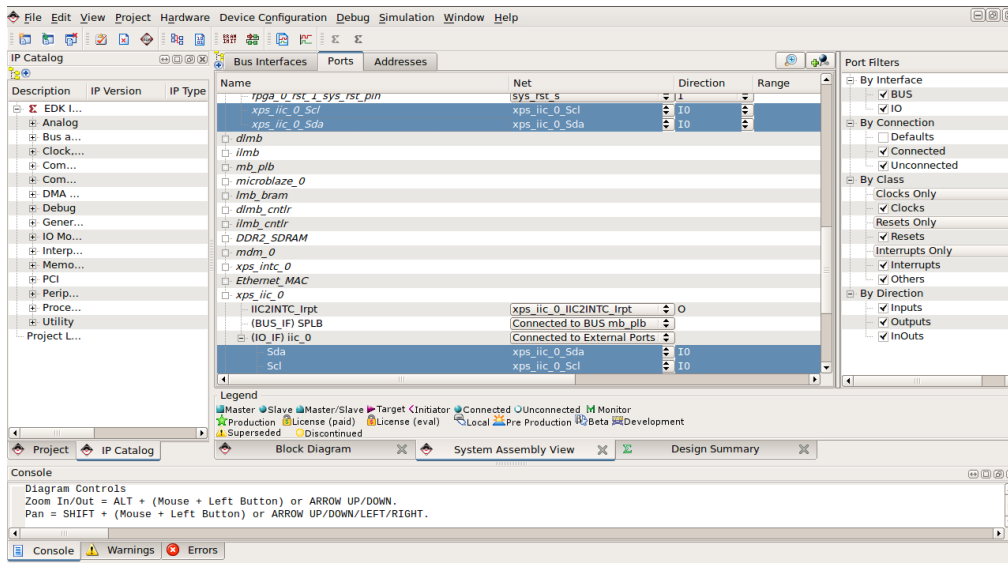 File Edit View Project Hardware Device Configuration Debug Simulation Window Help
IP Catalog
Description IP Version IP Type
EDK I...
Analog
Bus a...
Clock,...
Com...
Com...
DMA ...
Debug
Gener...
IO Mo...
Interp...
Memo...
PCI
Perip...
Proce...
Utility
Project L...
Project IP Catalog
Bus Interfaces Ports Addresses
Name Net Direction Range
fpga_0_rst_1_sys_rst_pin sys_rst_s I
xps_iic_0_Scl xps_iic_0_Scl IO
xps_iic_0_Sda xps_iic_0_Sda IO
dlmb
ilmb
mb_plb
microblaze_0
lmb_bram
dlmb_cntlr
ilmb_cntlr
DDR2_SDRAM
mdm_0
xps_intc_0
Ethernet_MAC
xps_iic_0
IIC2INTC_Irpt xps_iic_0_IIC2INTC_Irpt O
(BUS_IF) SPLB Connected to BUS mb_plb
(IO_IF) iic_0 Connected to External Ports
Sda xps_iic_0_Sda IO
Scl xps_iic_0_Scl IO
Legend
Master Slave Master/Slave Target Initiator Connected Unconnected M Monitor
Production License (paid) License (eval) Local Pre Production Beta Development
Superseded Discontinued
Block Diagram System Assembly View Design Summary
Port Filters
By Interface
BUS
IO
By Connection
Defaults
Connected
Unconnected
By Class
Clocks Only
Clocks
Resets Only
Resets
Interrupts Only
Interrupts
Others
By Direction
Inputs
Outputs
InOuts
Console
Diagram Controls
Zoom In/Out = ALT + (Mouse + Left Button) or ARROW UP/DOWN.
Pan = SHIFT + (Mouse + Left Button) or ARROW UP/DOWN/LEFT/RIGHT.
Console Warnings Errors